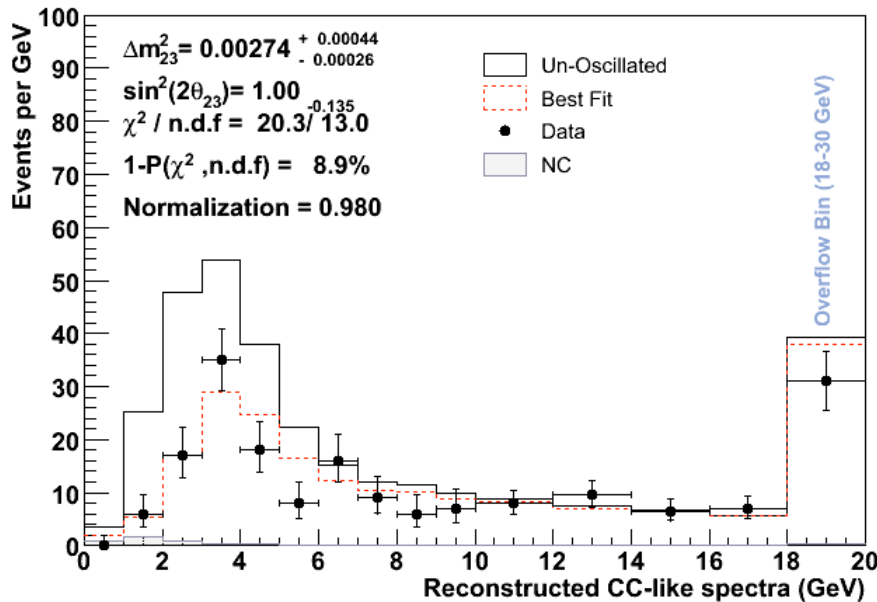 Events per GeV
100
90
80
70
60
50
40
30
20
10
0
Δm²₂₃= 0.00274 + 0.00044 - 0.00026
sin²(2θ₂₃)= 1.00 -0.135
χ² / n.d.f = 20.3/ 13.0
1-P(χ² ,n.d.f) = 8.9%
Normalization = 0.980
Un-Oscillated
Best Fit
Data
NC
Overflow Bin (18-30 GeV)
0 2 4 6 8 10 12 14 16 18 20
Reconstructed CC-like spectra (GeV)